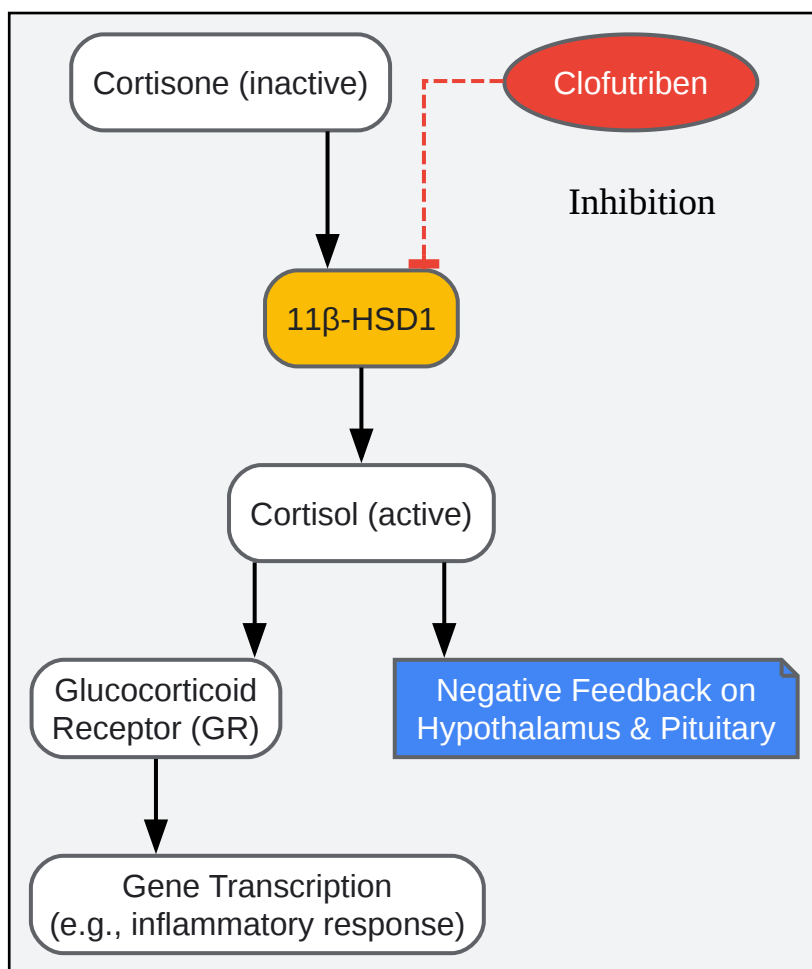 Cortisone (inactive)
Clofutriben
Inhibition
11β-HSD1
Cortisol (active)
Glucocorticoid
Receptor (GR)
Negative Feedback on
Hypothalamus & Pituitary
Gene Transcription
(e.g., inflammatory response)